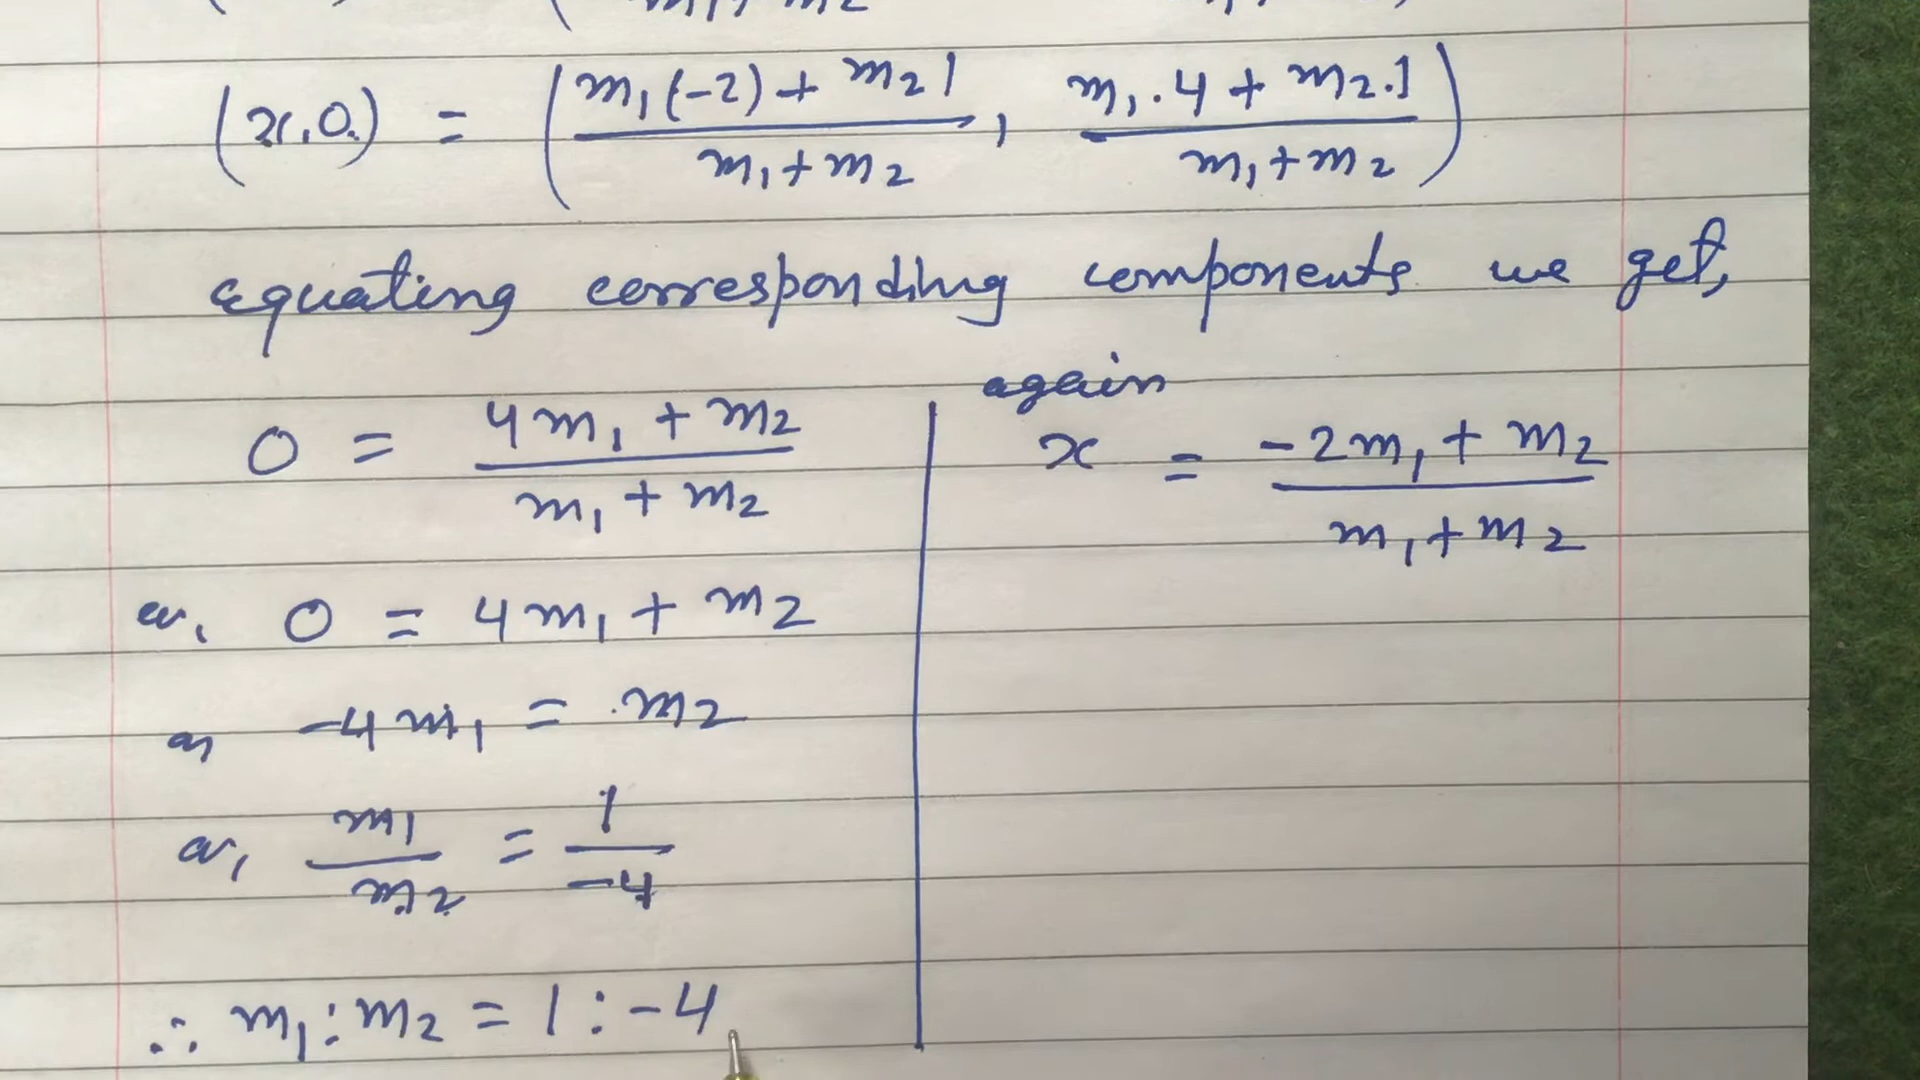 (x, 0) = ( m₁(-2) + m₂1 / m₁ + m₂ , m₁·4 + m₂·1 / m₁ + m₂ )
equating corresponding components we get,
0 = 4m₁ + m₂ / m₁ + m₂
or, 0 = 4m₁ + m₂
or -4m₁ = m₂
or, m₁ / m₂ = 1 / -4
∴ m₁ : m₂ = 1 : -4
again
x = -2m₁ + m₂ / m₁ + m₂